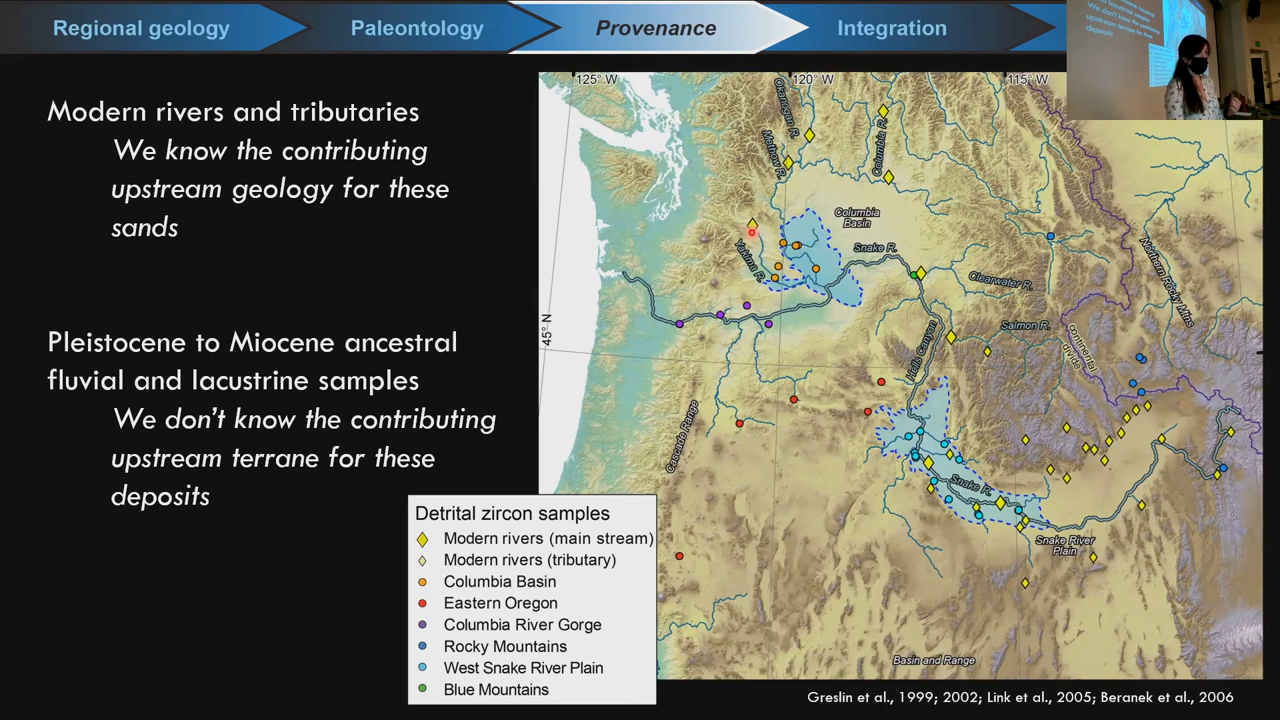 Regional geology
Paleontology
Provenance
Integration
Modern rivers and tributaries
We know the contributing
upstream geology for these
sands
Pleistocene to Miocene ancestral
fluvial and lacustrine samples
We don't know the contributing
upstream terrane for these
deposits
125° W
120° W
115° W
45° N
Okanogan R.
Methow R.
Columbia R.
Columbia
Basin
Snake R.
Yakima R.
Clearwater R.
Northern Rocky Mtns
Salmon R.
continental
divide
Hells Canyon
Cascade Range
Snake R.
Snake River
Plain
Basin and Range
Detrital zircon samples
Modern rivers (main stream)
Modern rivers (tributary)
Columbia Basin
Eastern Oregon
Columbia River Gorge
Rocky Mountains
West Snake River Plain
Blue Mountains
Greslin et al., 1999; 2002; Link et al., 2005; Beranek et al., 2006